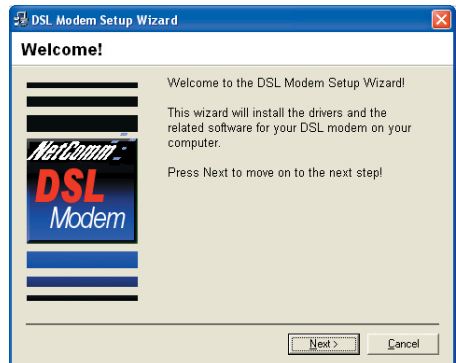 DSL Modem Setup Wizard
Welcome!
Welcome to the DSL Modem Setup Wizard!
This wizard will install the drivers and the
related software for your DSL modem on your
computer.
Press Next to move on to the next step!
NetComm
DSL
Modem
Next >
Cancel